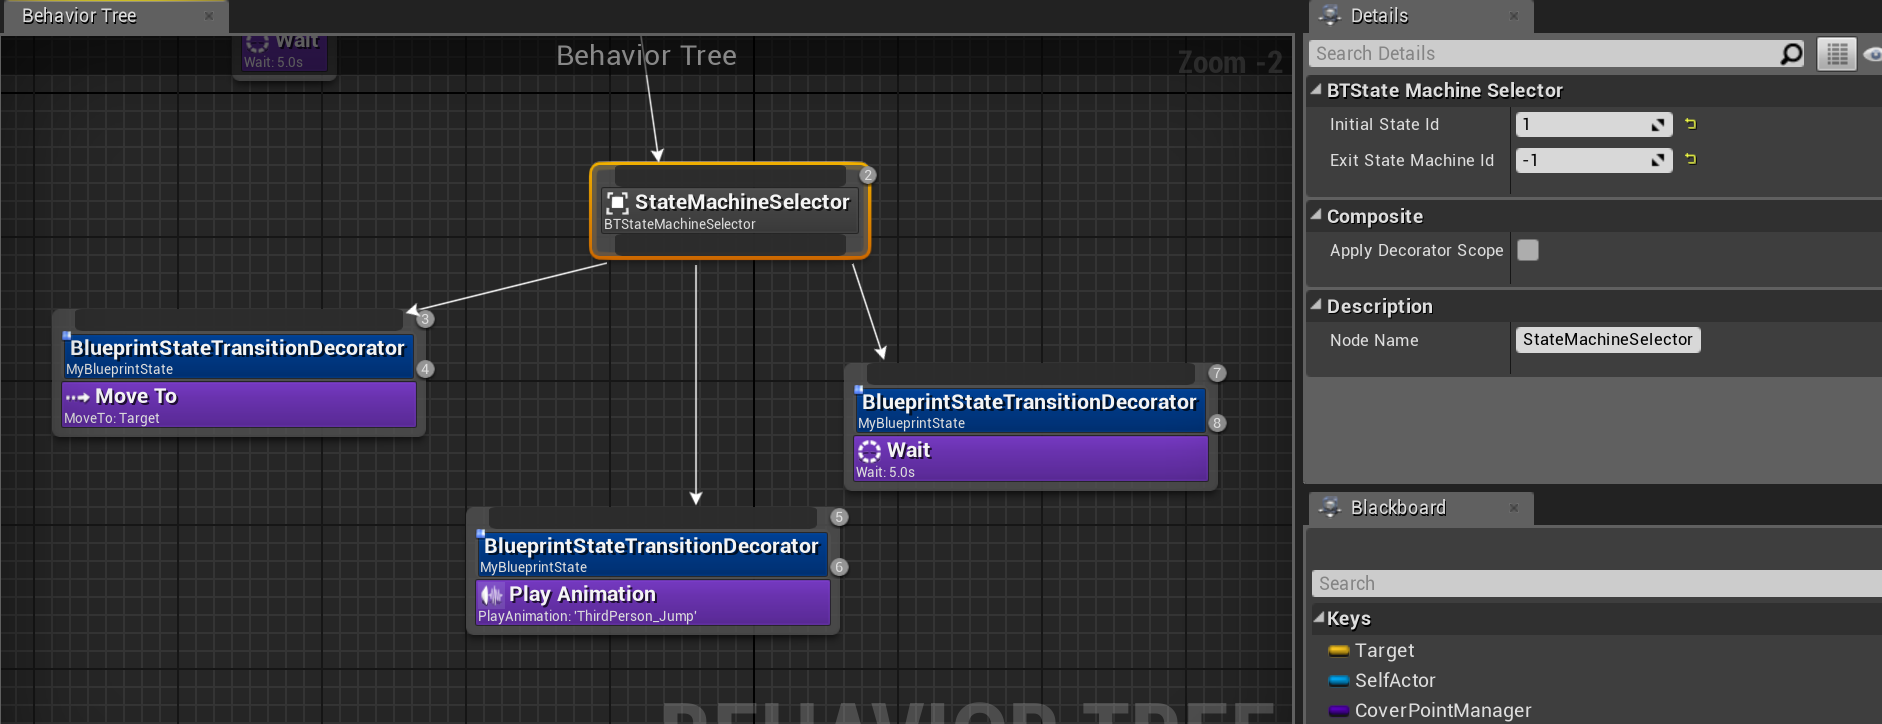 Behavior Tree
Wait
Wait: 5.0s
Behavior Tree
Zoom -2
2
StateMachineSelector
BTStateMachineSelector
3
BlueprintStateTransitionDecorator
MyBlueprintState
4
Move To
MoveTo: Target
7
BlueprintStateTransitionDecorator
MyBlueprintState
8
Wait
Wait: 5.0s
5
BlueprintStateTransitionDecorator
MyBlueprintState
6
Play Animation
PlayAnimation: 'ThirdPerson_Jump'
BEHAVIOR TREE
Details
Search Details
BTState Machine Selector
Initial State Id 1
Exit State Machine Id -1
Composite
Apply Decorator Scope
Description
Node Name StateMachineSelector
Blackboard
Search
Keys
Target
SelfActor
CoverPointManager